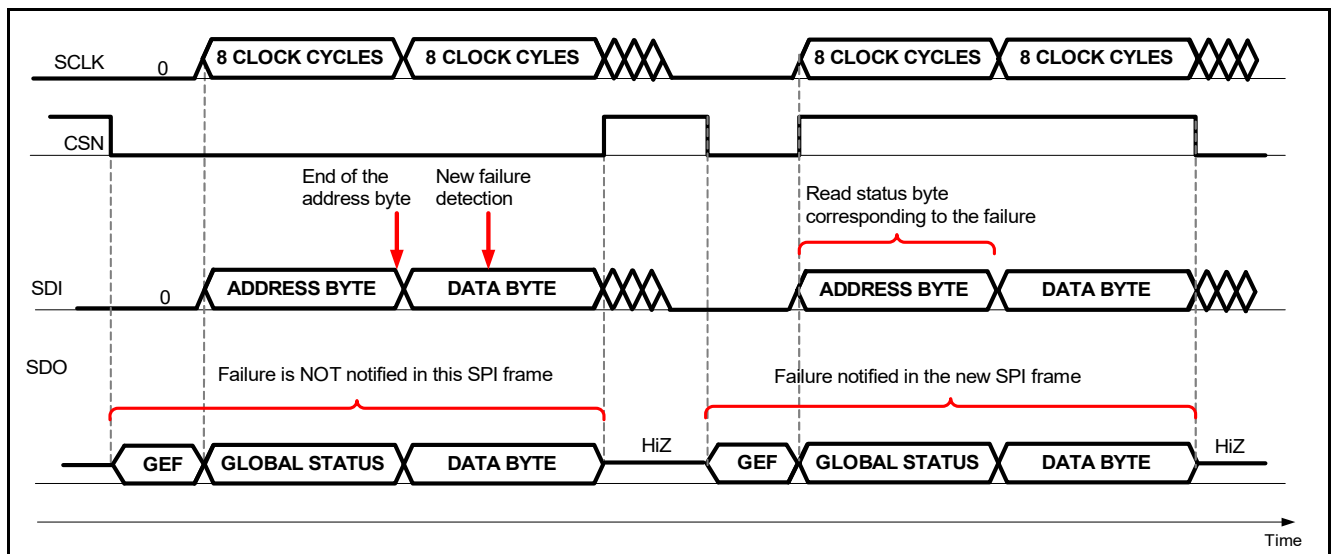 SCLK 0 8 CLOCK CYCLES 8 CLOCK CYLES 8 CLOCK CYCLES 8 CLOCK CYLES
CSN
End of the
address byte
New failure
detection
Read status byte
corresponding to the failure
SDI 0 ADDRESS BYTE DATA BYTE ADDRESS BYTE DATA BYTE
SDO
Failure is NOT notified in this SPI frame
Failure notified in the new SPI frame
GEF GLOBAL STATUS DATA BYTE HiZ GEF GLOBAL STATUS DATA BYTE HiZ
Time